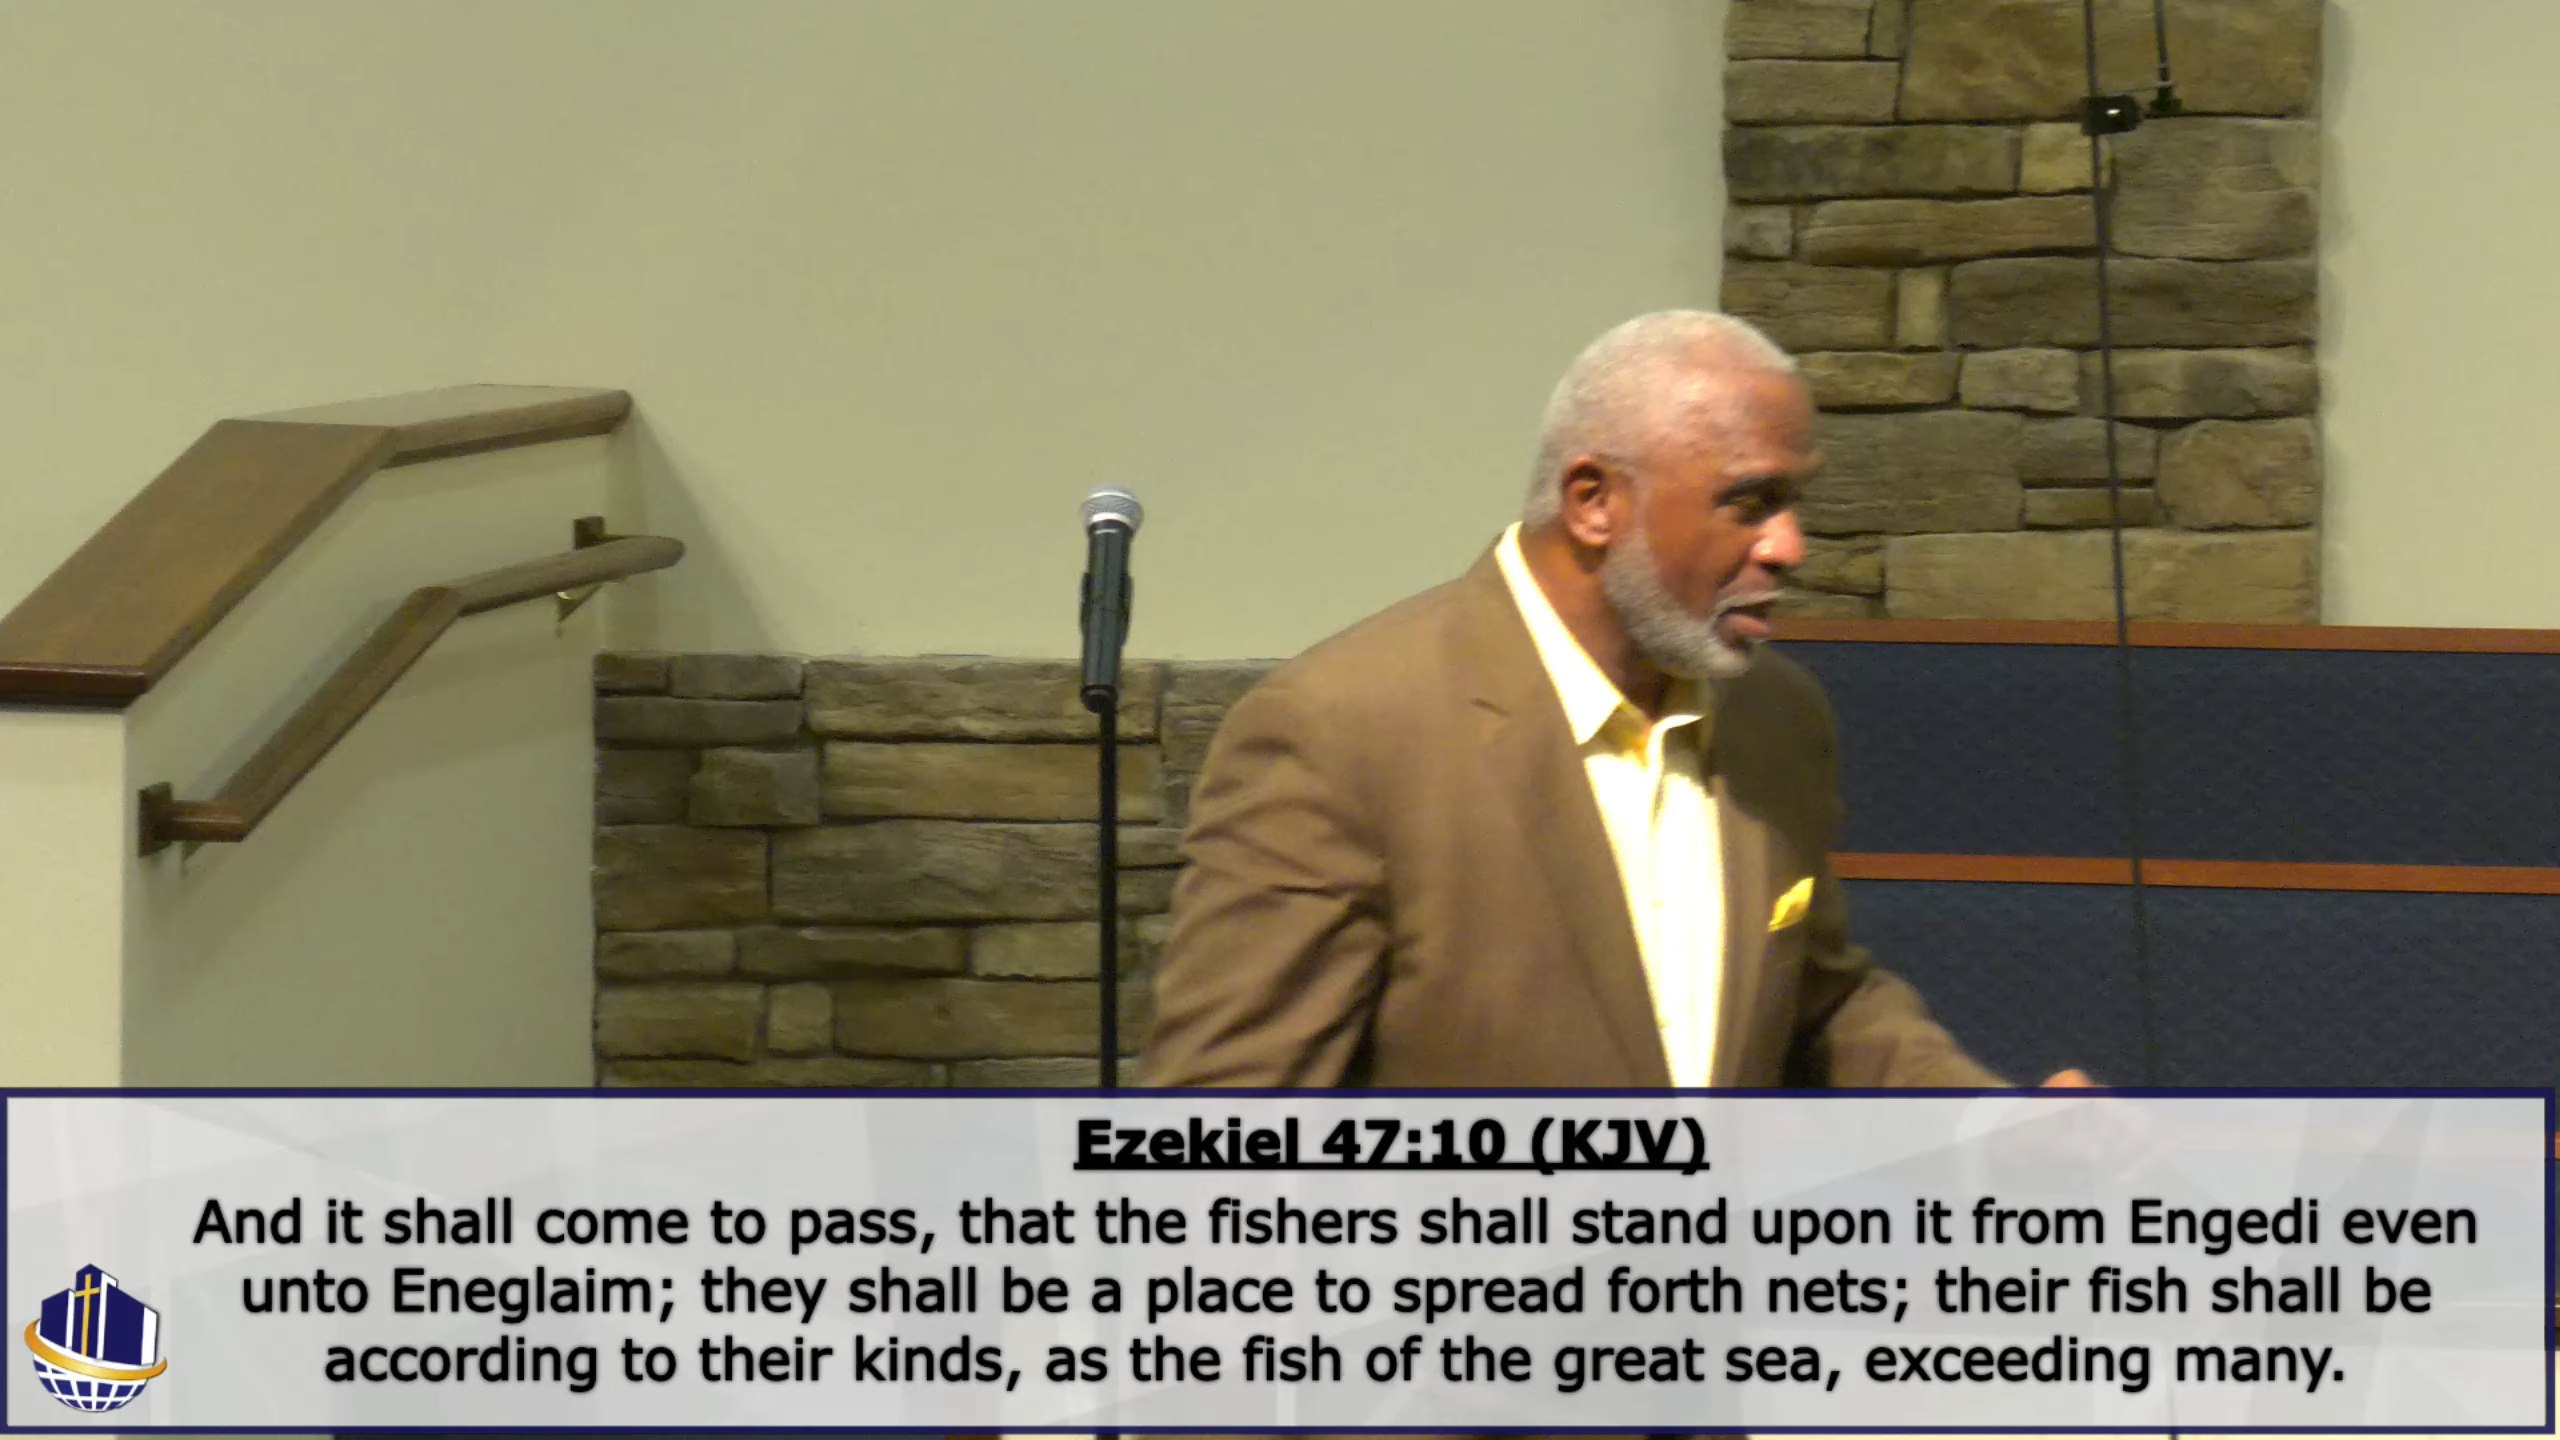 Ezekiel 47:10 (KJV)
And it shall come to pass, that the fishers shall stand upon it from Engedi even
unto Eneglaim; they shall be a place to spread forth nets; their fish shall be
according to their kinds, as the fish of the great sea, exceeding many.